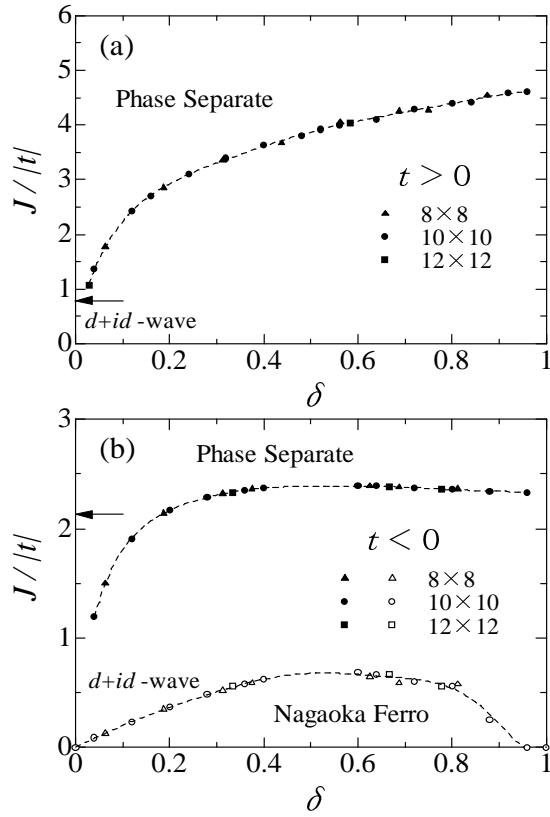 (a)
6
5
4
3
2
1
0
J / |t|
Phase Separate
t > 0
▲ 8×8
● 10×10
■ 12×12
d+id -wave
0 0.2 0.4 0.6 0.8 1
δ
(b)
3
2
1
0
J / |t|
Phase Separate
t < 0
▲ △ 8×8
● ○ 10×10
■ □ 12×12
d+id -wave
Nagaoka Ferro
0 0.2 0.4 0.6 0.8 1
δ